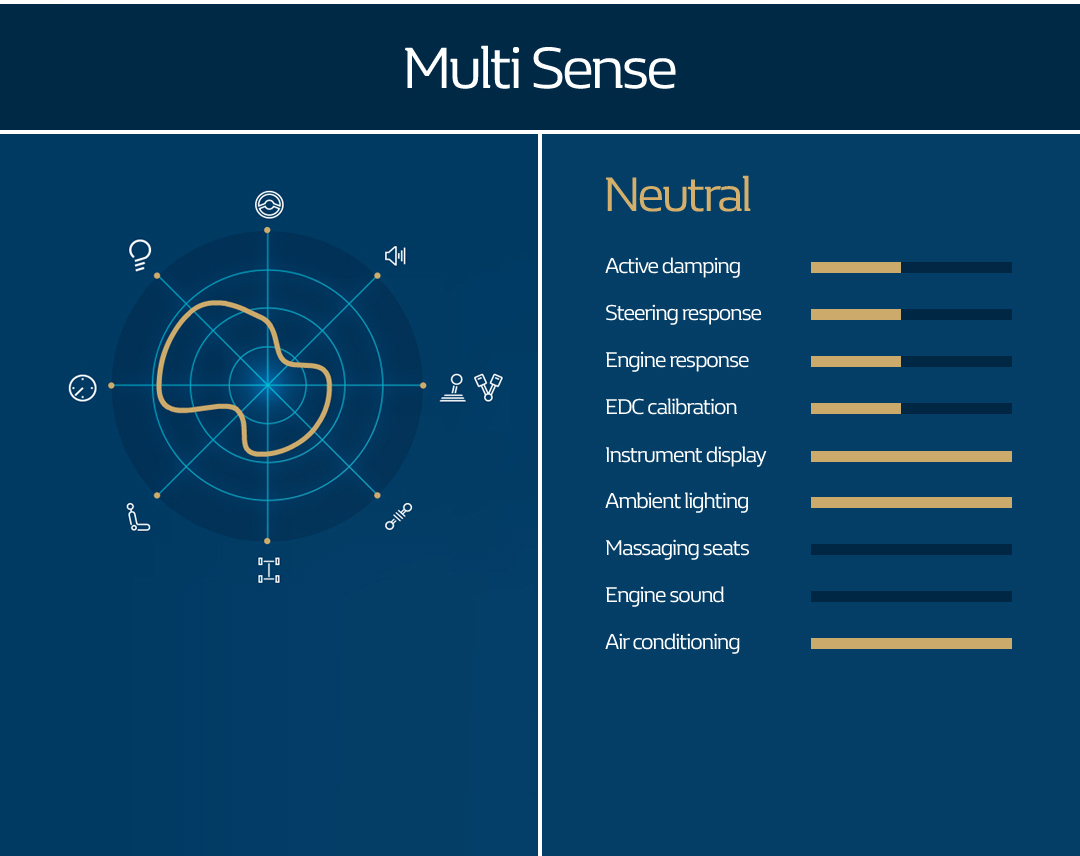 Multi Sense
Neutral
Active damping
Steering response
Engine response
EDC calibration
Instrument display
Ambient lighting
Massaging seats
Engine sound
Air conditioning